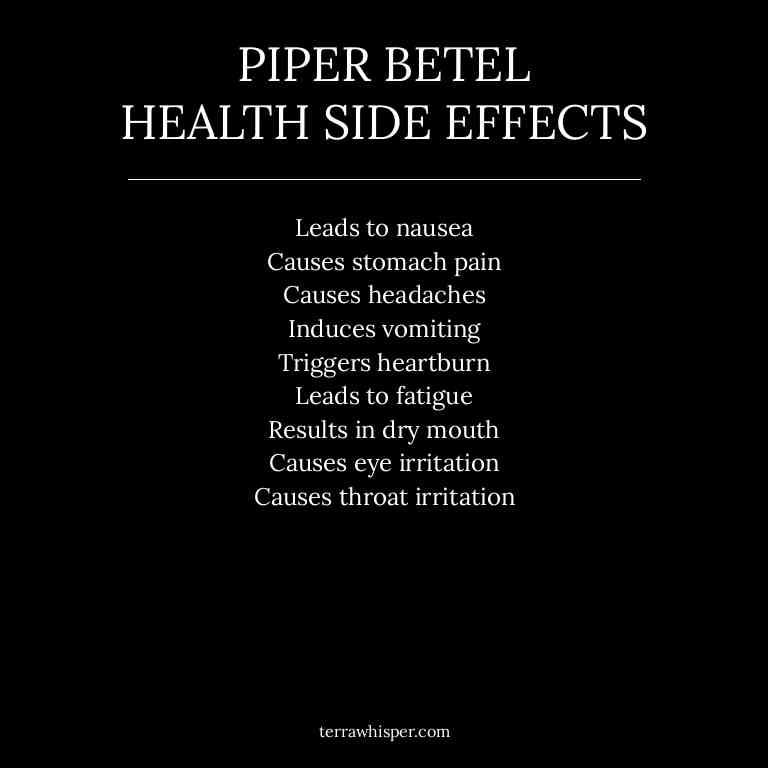 PIPER BETEL
HEALTH SIDE EFFECTS
Leads to nausea
Causes stomach pain
Causes headaches
Induces vomiting
Triggers heartburn
Leads to fatigue
Results in dry mouth
Causes eye irritation
Causes throat irritation
terrawhisper.com